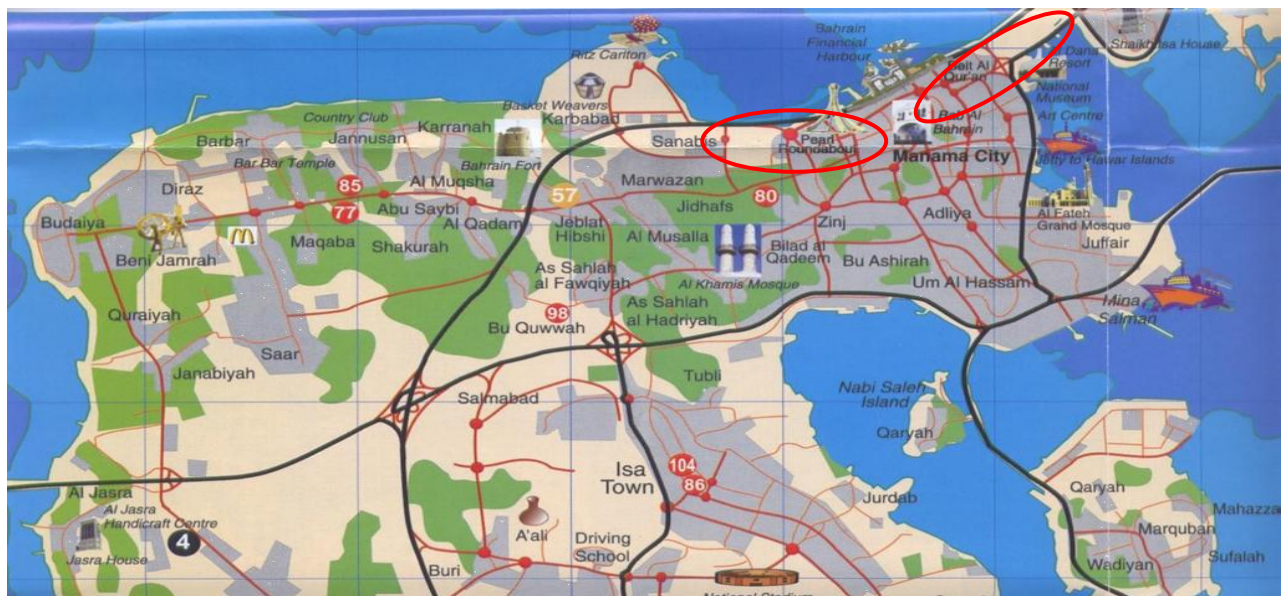 Ritz Carlton
Bahrain
Financial
Harbour
Shaikh Isa House
Beit Al
Qur'an
Al Dana
Resort
National
Museum
Art Centre
Basket Weavers
Karbabad
Country Club
Barbar
Jannusan
Karranah
Sanabis
Pearl
Roundabout
Bab Al
Bahrain
Manama City
Jetty to Hawar Islands
Bar Bar Temple
Bahrain Fort
Diraz
85
Al Muqsha
57
Marwazan
80
Jidhafs
77
Abu Saybi
Al Qadam
Jeblat
Hibshi
Zinj
Adliya
Al Fateh
Grand Mosque
Juffair
Budaiya
Maqaba
Shakurah
Al Musalla
Bilad al
Qadeem
Beni Jamrah
Bu Ashirah
As Sahlah
al Fawqiyah
Al Khamis Mosque
Um Al Hassam
Mina
Salman
Quraiyah
98
Bu Quwwah
As Sahlah
al Hadriyah
Saar
Janabiyah
Tubli
Nabi Saleh
Island
Salmabad
Qaryah
Isa
Town
104
86
Al Jasra
Al Jasra
Handicraft Centre
Jurdab
Qaryah
Mahazza
4
Jasra House
A'ali
Driving
School
Marquban
Sufalah
Buri
Wadiyan
National Stadium